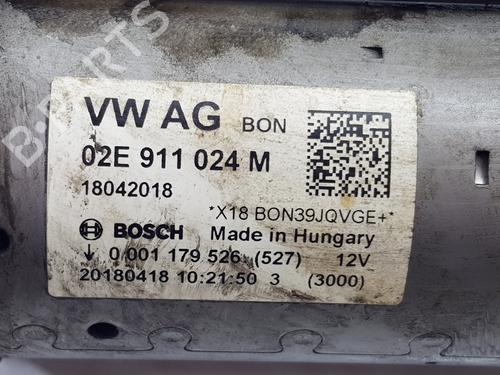 VW AG BON
02E 911 024 M
18042018
*X18 BON39JQVGE+*
BOSCH Made in Hungary
0 001 179 526 (527) 12V
20180418 10:21:50 3 (3000)
B-PARTS